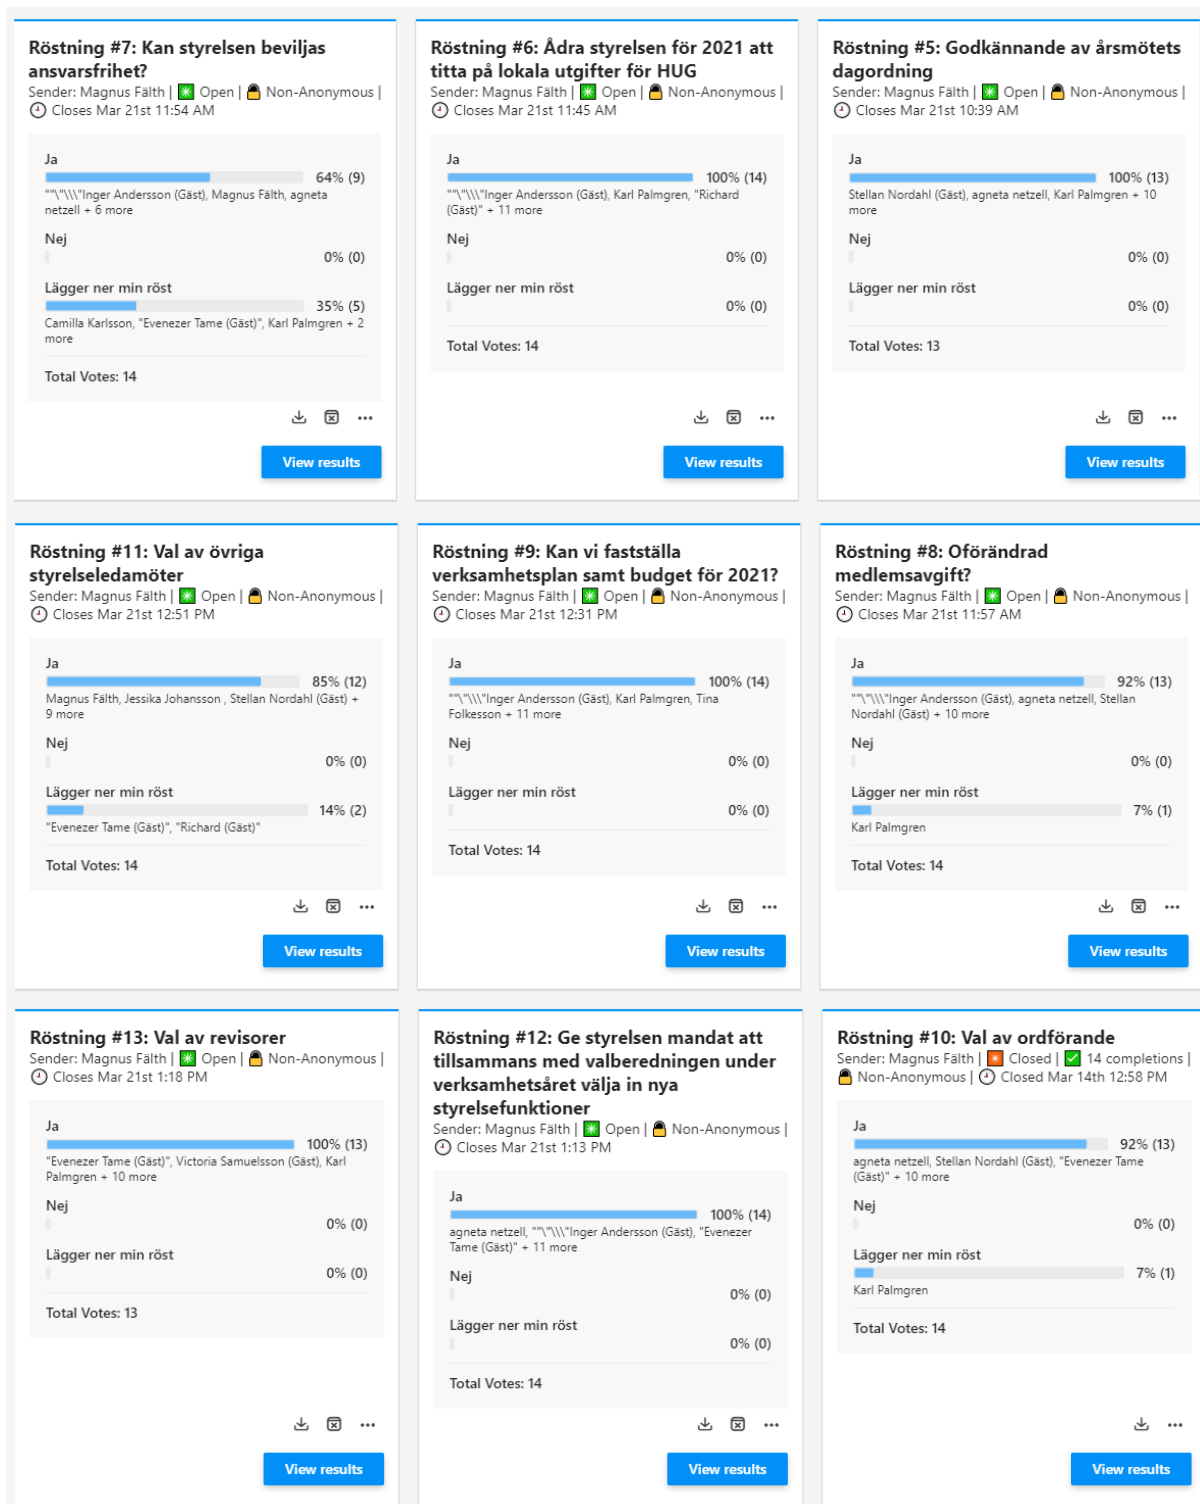 Röstning #7: Kan styrelsen beviljas
ansvarsfrihet?
Sender: Magnus Fälth | Open | Non-Anonymous |
Closes Mar 21st 11:54 AM
Ja
64% (9)
""\"\\\"Inger Andersson (Gäst), Magnus Fälth, agneta
netzell + 6 more
Nej
0% (0)
Lägger ner min röst
35% (5)
Camilla Karlsson, "Evenezer Tame (Gäst)", Karl Palmgren + 2
more
Total Votes: 14
View results
Röstning #6: Ådra styrelsen för 2021 att
titta på lokala utgifter för HUG
Sender: Magnus Fälth | Open | Non-Anonymous |
Closes Mar 21st 11:45 AM
Ja
100% (14)
""\"\\\"Inger Andersson (Gäst), Karl Palmgren, "Richard
(Gäst)" + 11 more
Nej
0% (0)
Lägger ner min röst
0% (0)
Total Votes: 14
View results
Röstning #5: Godkännande av årsmötets
dagordning
Sender: Magnus Fälth | Open | Non-Anonymous |
Closes Mar 21st 10:39 AM
Ja
100% (13)
Stellan Nordahl (Gäst), agneta netzell, Karl Palmgren + 10
more
Nej
0% (0)
Lägger ner min röst
0% (0)
Total Votes: 13
View results
Röstning #11: Val av övriga
styrelseledamöter
Sender: Magnus Fälth | Open | Non-Anonymous |
Closes Mar 21st 12:51 PM
Ja
85% (12)
Magnus Fälth, Jessika Johansson , Stellan Nordahl (Gäst) +
9 more
Nej
0% (0)
Lägger ner min röst
14% (2)
"Evenezer Tame (Gäst)", "Richard (Gäst)"
Total Votes: 14
View results
Röstning #9: Kan vi fastställa
verksamhetsplan samt budget för 2021?
Sender: Magnus Fälth | Open | Non-Anonymous |
Closes Mar 21st 12:31 PM
Ja
100% (14)
""\"\\\"Inger Andersson (Gäst), Karl Palmgren, Tina
Folkesson + 11 more
Nej
0% (0)
Lägger ner min röst
0% (0)
Total Votes: 14
View results
Röstning #8: Oförändrad
medlemsavgift?
Sender: Magnus Fälth | Open | Non-Anonymous |
Closes Mar 21st 11:57 AM
Ja
92% (13)
""\"\\\"Inger Andersson (Gäst), agneta netzell, Stellan
Nordahl (Gäst) + 10 more
Nej
0% (0)
Lägger ner min röst
7% (1)
Karl Palmgren
Total Votes: 14
View results
Röstning #13: Val av revisorer
Sender: Magnus Fälth | Open | Non-Anonymous |
Closes Mar 21st 1:18 PM
Ja
100% (13)
"Evenezer Tame (Gäst)", Victoria Samuelsson (Gäst), Karl
Palmgren + 10 more
Nej
0% (0)
Lägger ner min röst
0% (0)
Total Votes: 13
View results
Röstning #12: Ge styrelsen mandat att
tillsammans med valberedningen under
verksamhetsåret välja in nya
styrelsefunktioner
Sender: Magnus Fälth | Open | Non-Anonymous |
Closes Mar 21st 1:13 PM
Ja
100% (14)
agneta netzell, ""\"\\\"Inger Andersson (Gäst), "Evenezer
Tame (Gäst)" + 11 more
Nej
0% (0)
Lägger ner min röst
0% (0)
Total Votes: 14
View results
Röstning #10: Val av ordförande
Sender: Magnus Fälth | Closed | 14 completions |
Non-Anonymous | Closed Mar 14th 12:58 PM
Ja
92% (13)
agneta netzell, Stellan Nordahl (Gäst), "Evenezer Tame
(Gäst)" + 10 more
Nej
0% (0)
Lägger ner min röst
7% (1)
Karl Palmgren
Total Votes: 14
View results